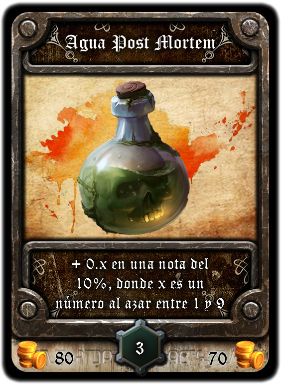 Agua Post Mortem
+ 0.x en una nota del
10%, donde x es un
número al azar entre 1 y 9
80
3
70